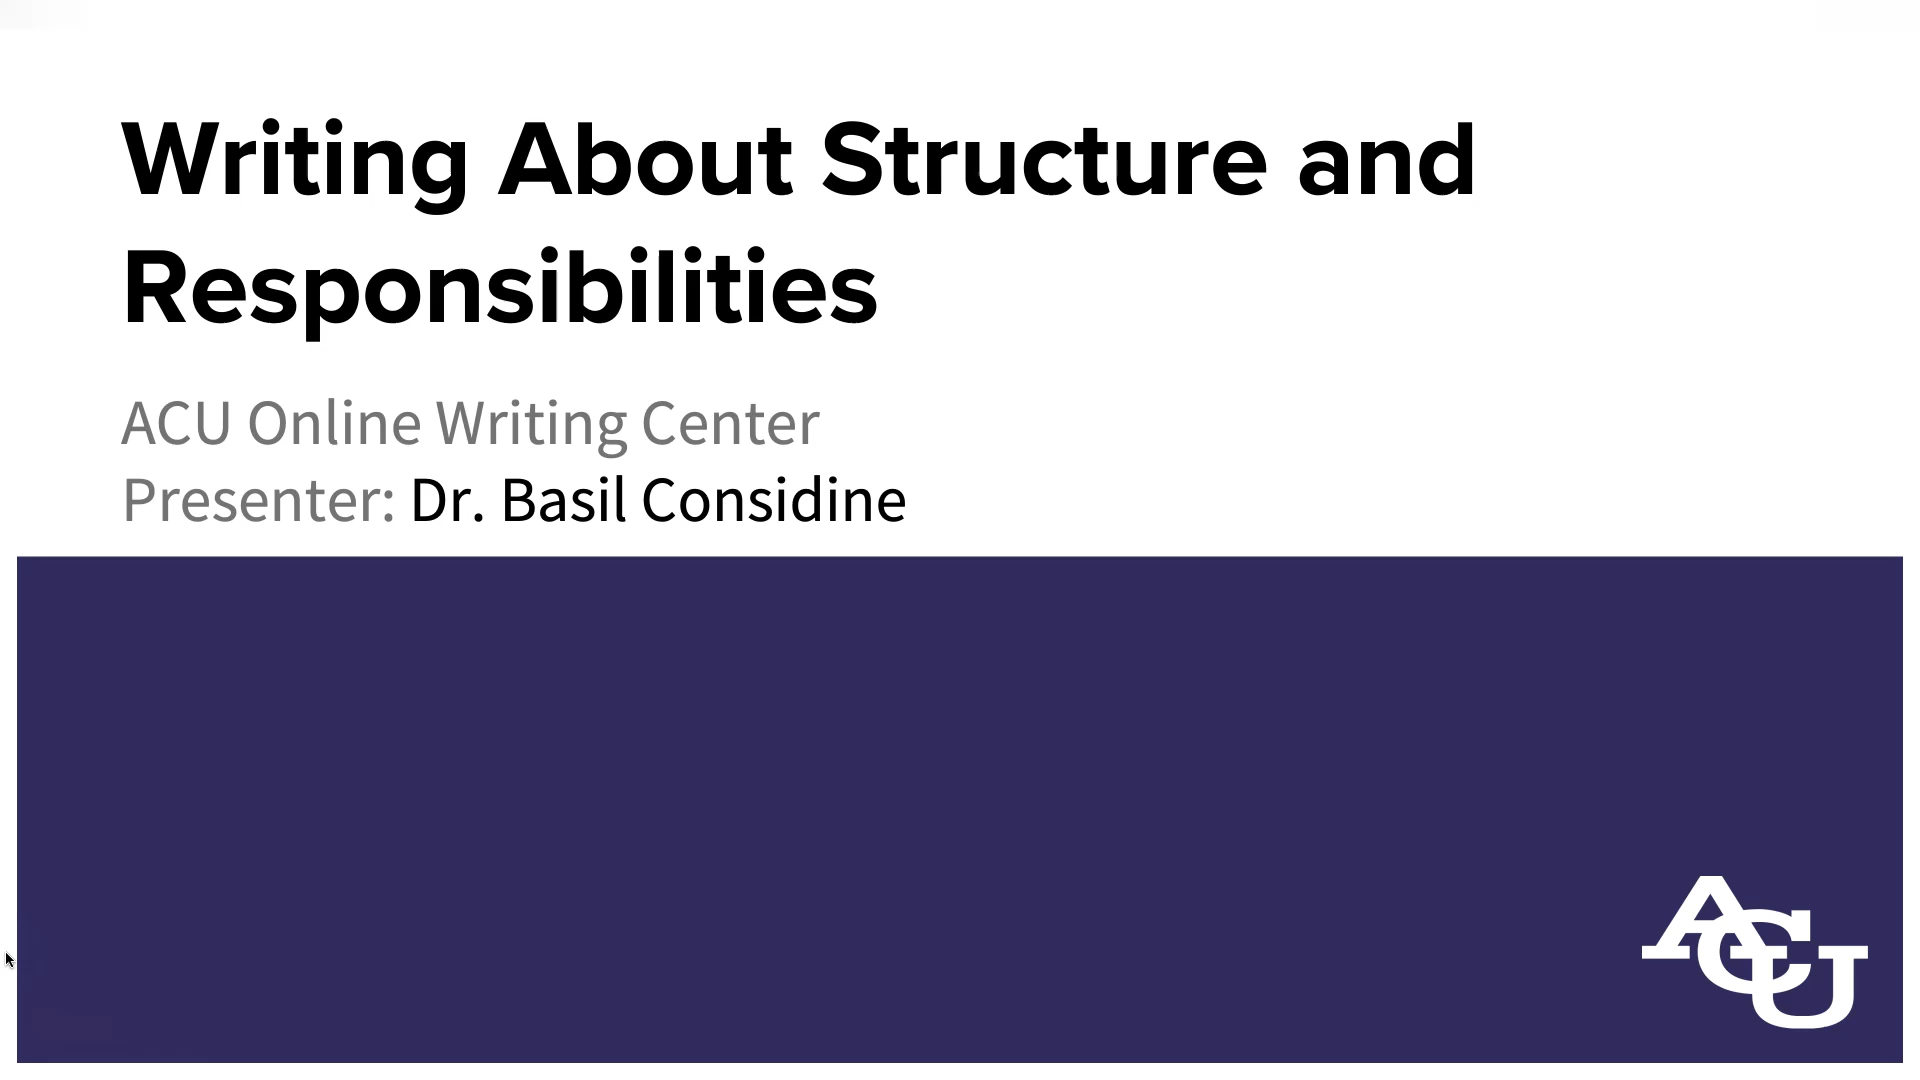 Writing About Structure and
Responsibilities
ACU Online Writing Center
Presenter: Dr. Basil Considine
ACU